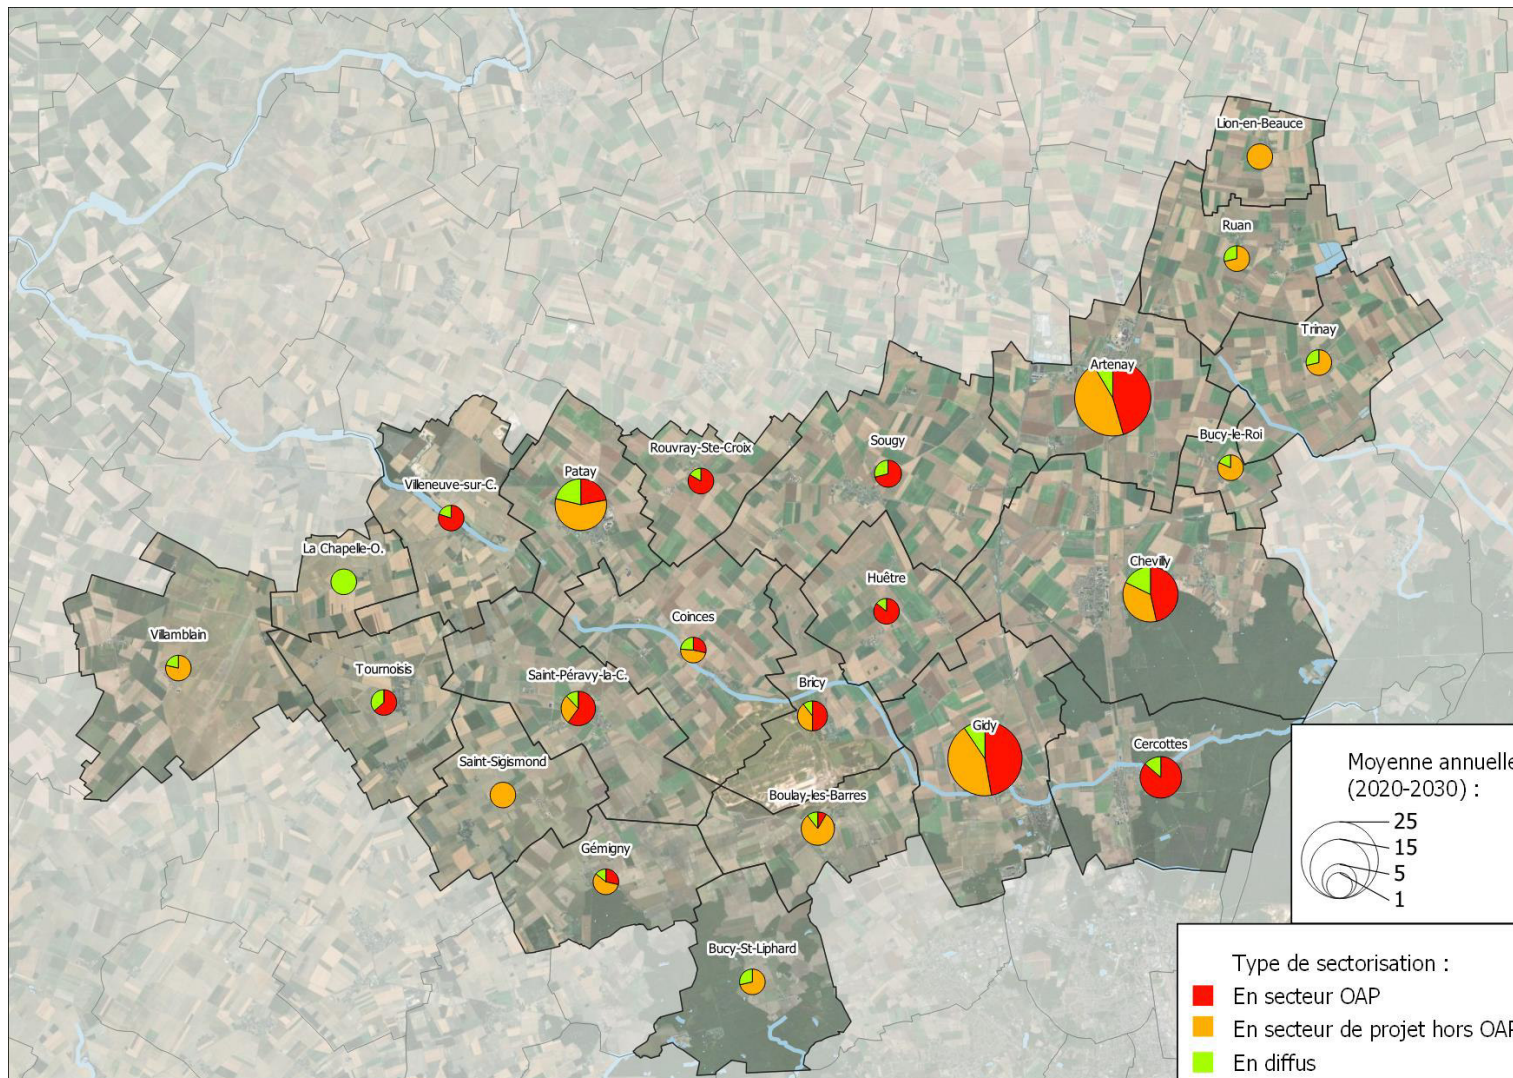 Lion-en-Beauce
Ruan
Trinay
Artenay
Bucy-le-Roi
Sougy
Rouvray-Ste-Croix
Patay
Villeneuve-sur-C.
La Chapelle-O.
Chevilly
Huêtre
Coinces
Villamblain
Tournoisis
Saint-Péravy-la-C.
Bricy
Gidy
Cercottes
Saint-Sigismond
Boulay-les-Barres
Gémigny
Bucy-St-Liphard
Moyenne annuelle
(2020-2030) :
25
15
5
1
Type de sectorisation :
En secteur OAP
En secteur de projet hors OAP
En diffus